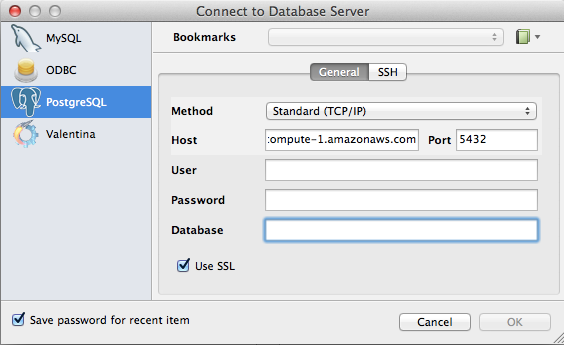 Connect to Database Server
MySQL
ODBC
PostgreSQL
Valentina
Bookmarks
General SSH
Method Standard (TCP/IP)
Host ompute-1.amazonaws.com Port 5432
User
Password
Database
Use SSL
Save password for recent item
Cancel OK